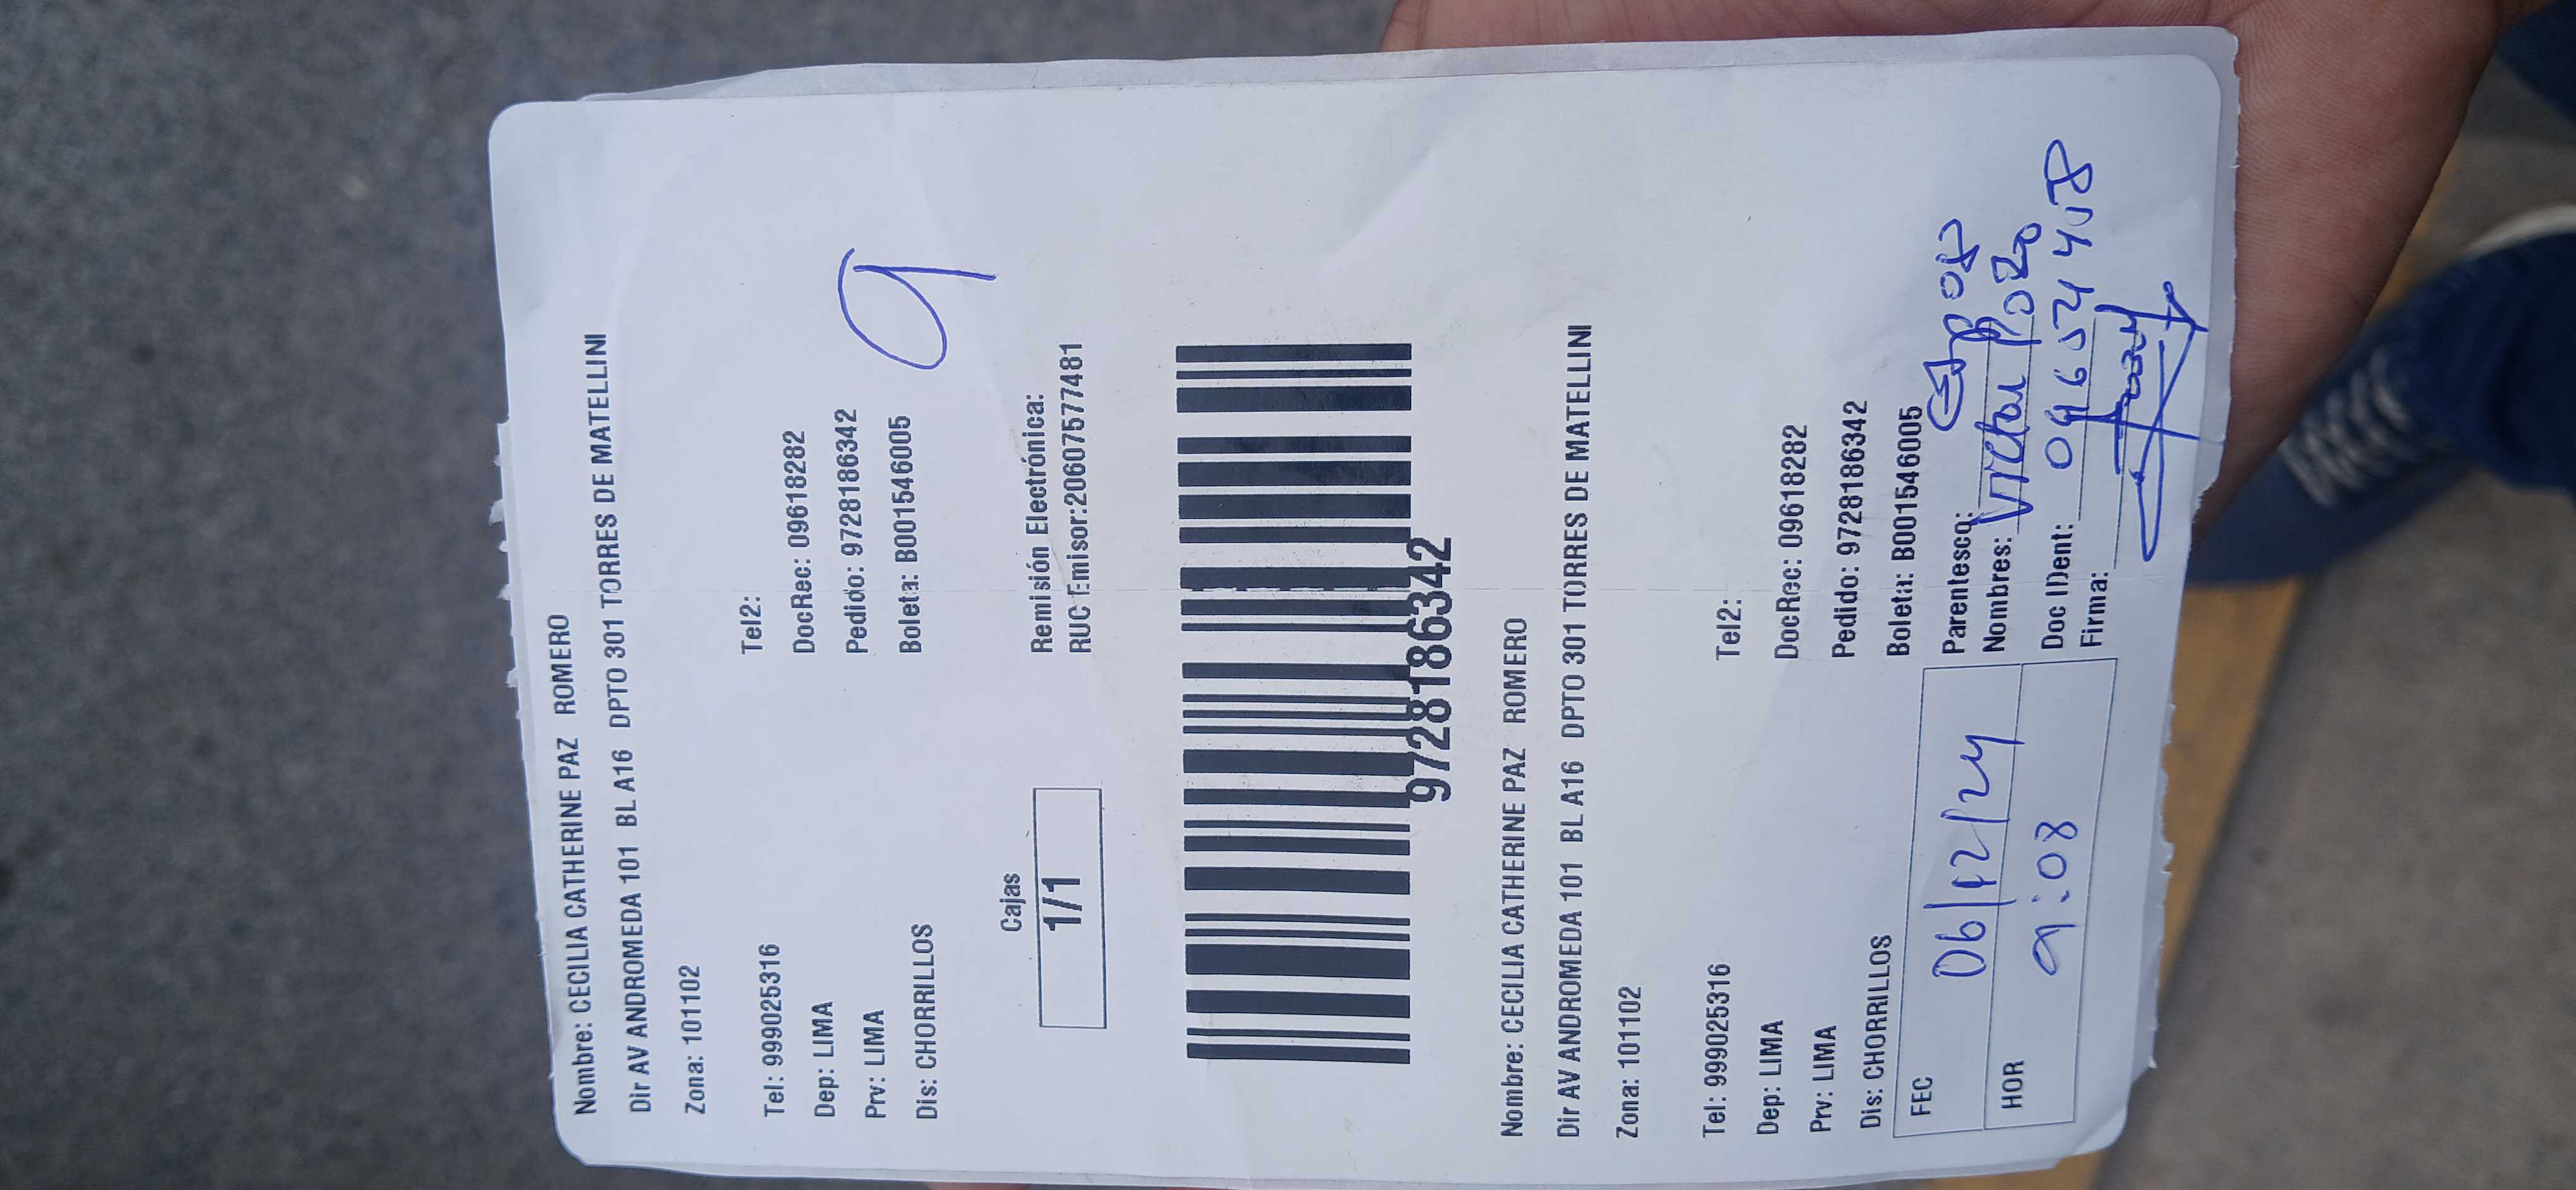 Nombre: CECILIA CATHERINE PAZ ROMERO
Dir AV ANDROMEDA 101 BL A16 DPTO 301 TORRES DE MATELLINI
Zona: 101102
Tel: 999025316 Tel2:
Dep: LIMA DocRec: 09618282
Prv: LIMA Pedido: 9728186342
Dis: CHORRILLOS Boleta: B001546005
9
Cajas
1/1
Remisión Electrónica:
RUC Emisor:20607577481
9728186342
Nombre: CECILIA CATHERINE PAZ ROMERO
Dir AV ANDROMEDA 101 BL A16 DPTO 301 TORRES DE MATELLINI
Zona: 101102
Tel: 999025316 Tel2:
Dep: LIMA DocRec: 09618282
Prv: LIMA Pedido: 9728186342
Dis: CHORRILLOS Boleta: B001546005
FEC 06/12/24 Parentesco: Esposo
HOR 9:08 Nombres: Victor
Doc IDent:
Firma: